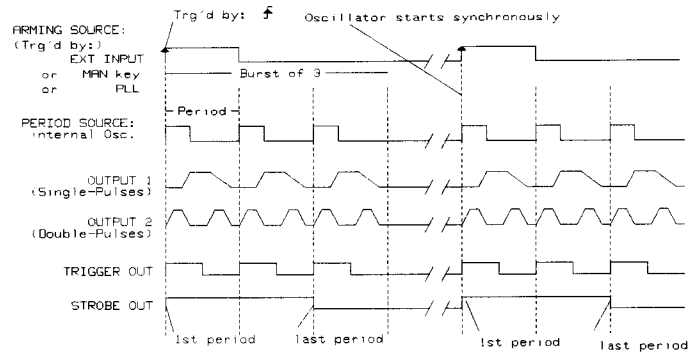 Trg'd by:
Oscillator starts synchronously
ARMING SOURCE:
(Trg'd by:)
EXT INPUT
or MAN key
or PLL
Burst of 3
Period
PERIOD SOURCE:
internal Osc.
OUTPUT 1
(Single-Pulses)
OUTPUT 2
(Double-Pulses)
TRIGGER OUT
STROBE OUT
1st period
last period
1st period
last period